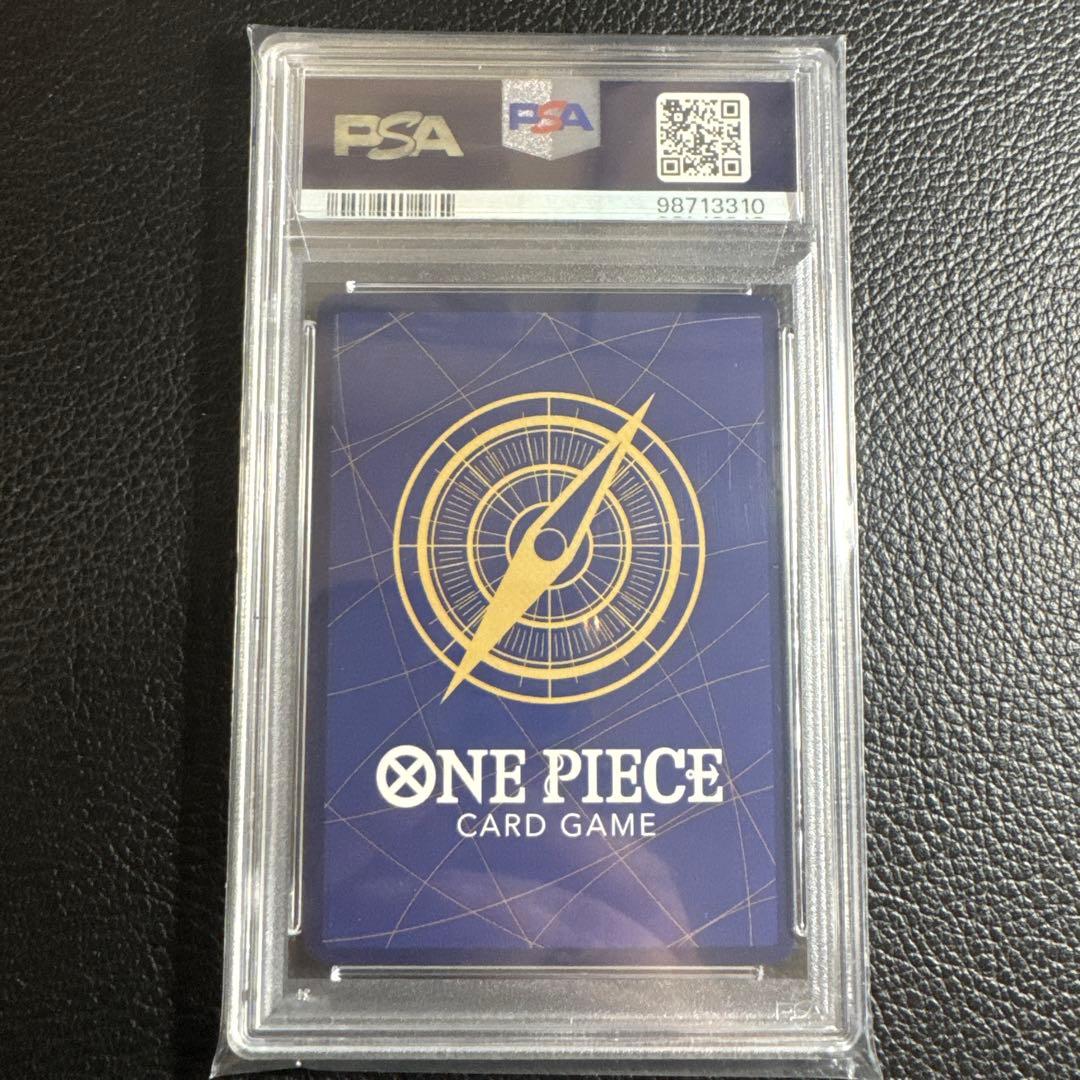 PSA
PSA
98713310
ONE PIECE
CARD GAME